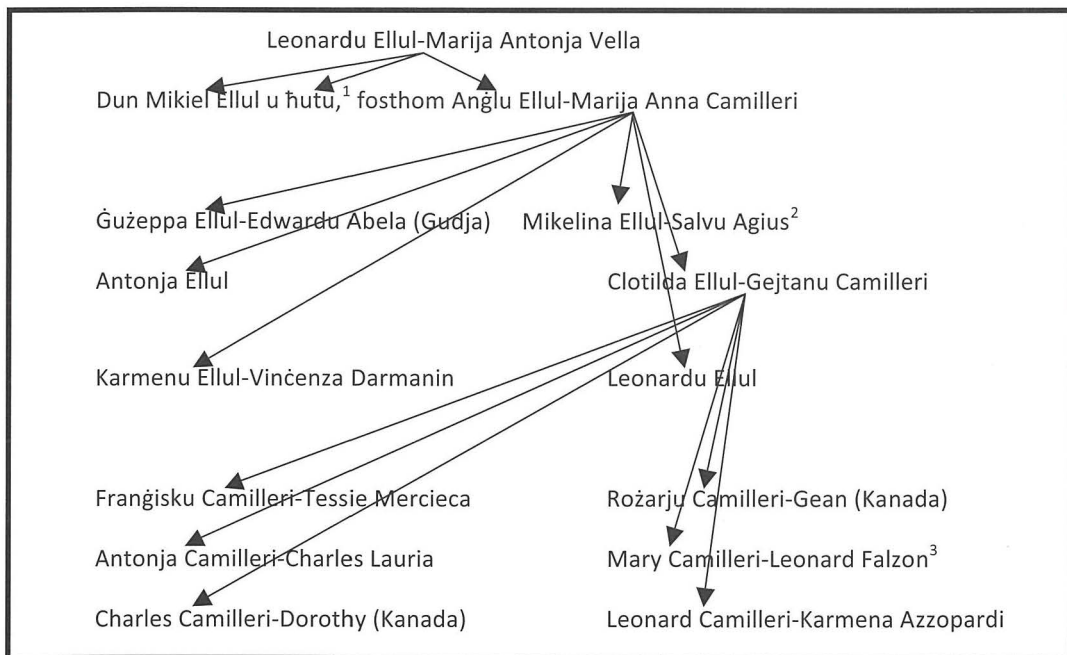 Leonardu Ellul-Marija Antonja Vella
Dun Mikiel Ellul u ħutu,¹ fosthom Anġlu Ellul-Marija Anna Camilleri
Ġużeppa Ellul-Edwardu Abela (Gudja) Mikelina Ellul-Salvu Agius²
Antonja Ellul Clotilda Ellul-Gejtanu Camilleri
Karmenu Ellul-Vinċenza Darmanin Leonardu Ellul
Franġisku Camilleri-Tessie Mercieca Rożarju Camilleri-Gean (Kanada)
Antonja Camilleri-Charles Lauria Mary Camilleri-Leonard Falzon³
Charles Camilleri-Dorothy (Kanada) Leonard Camilleri-Karmena Azzopardi